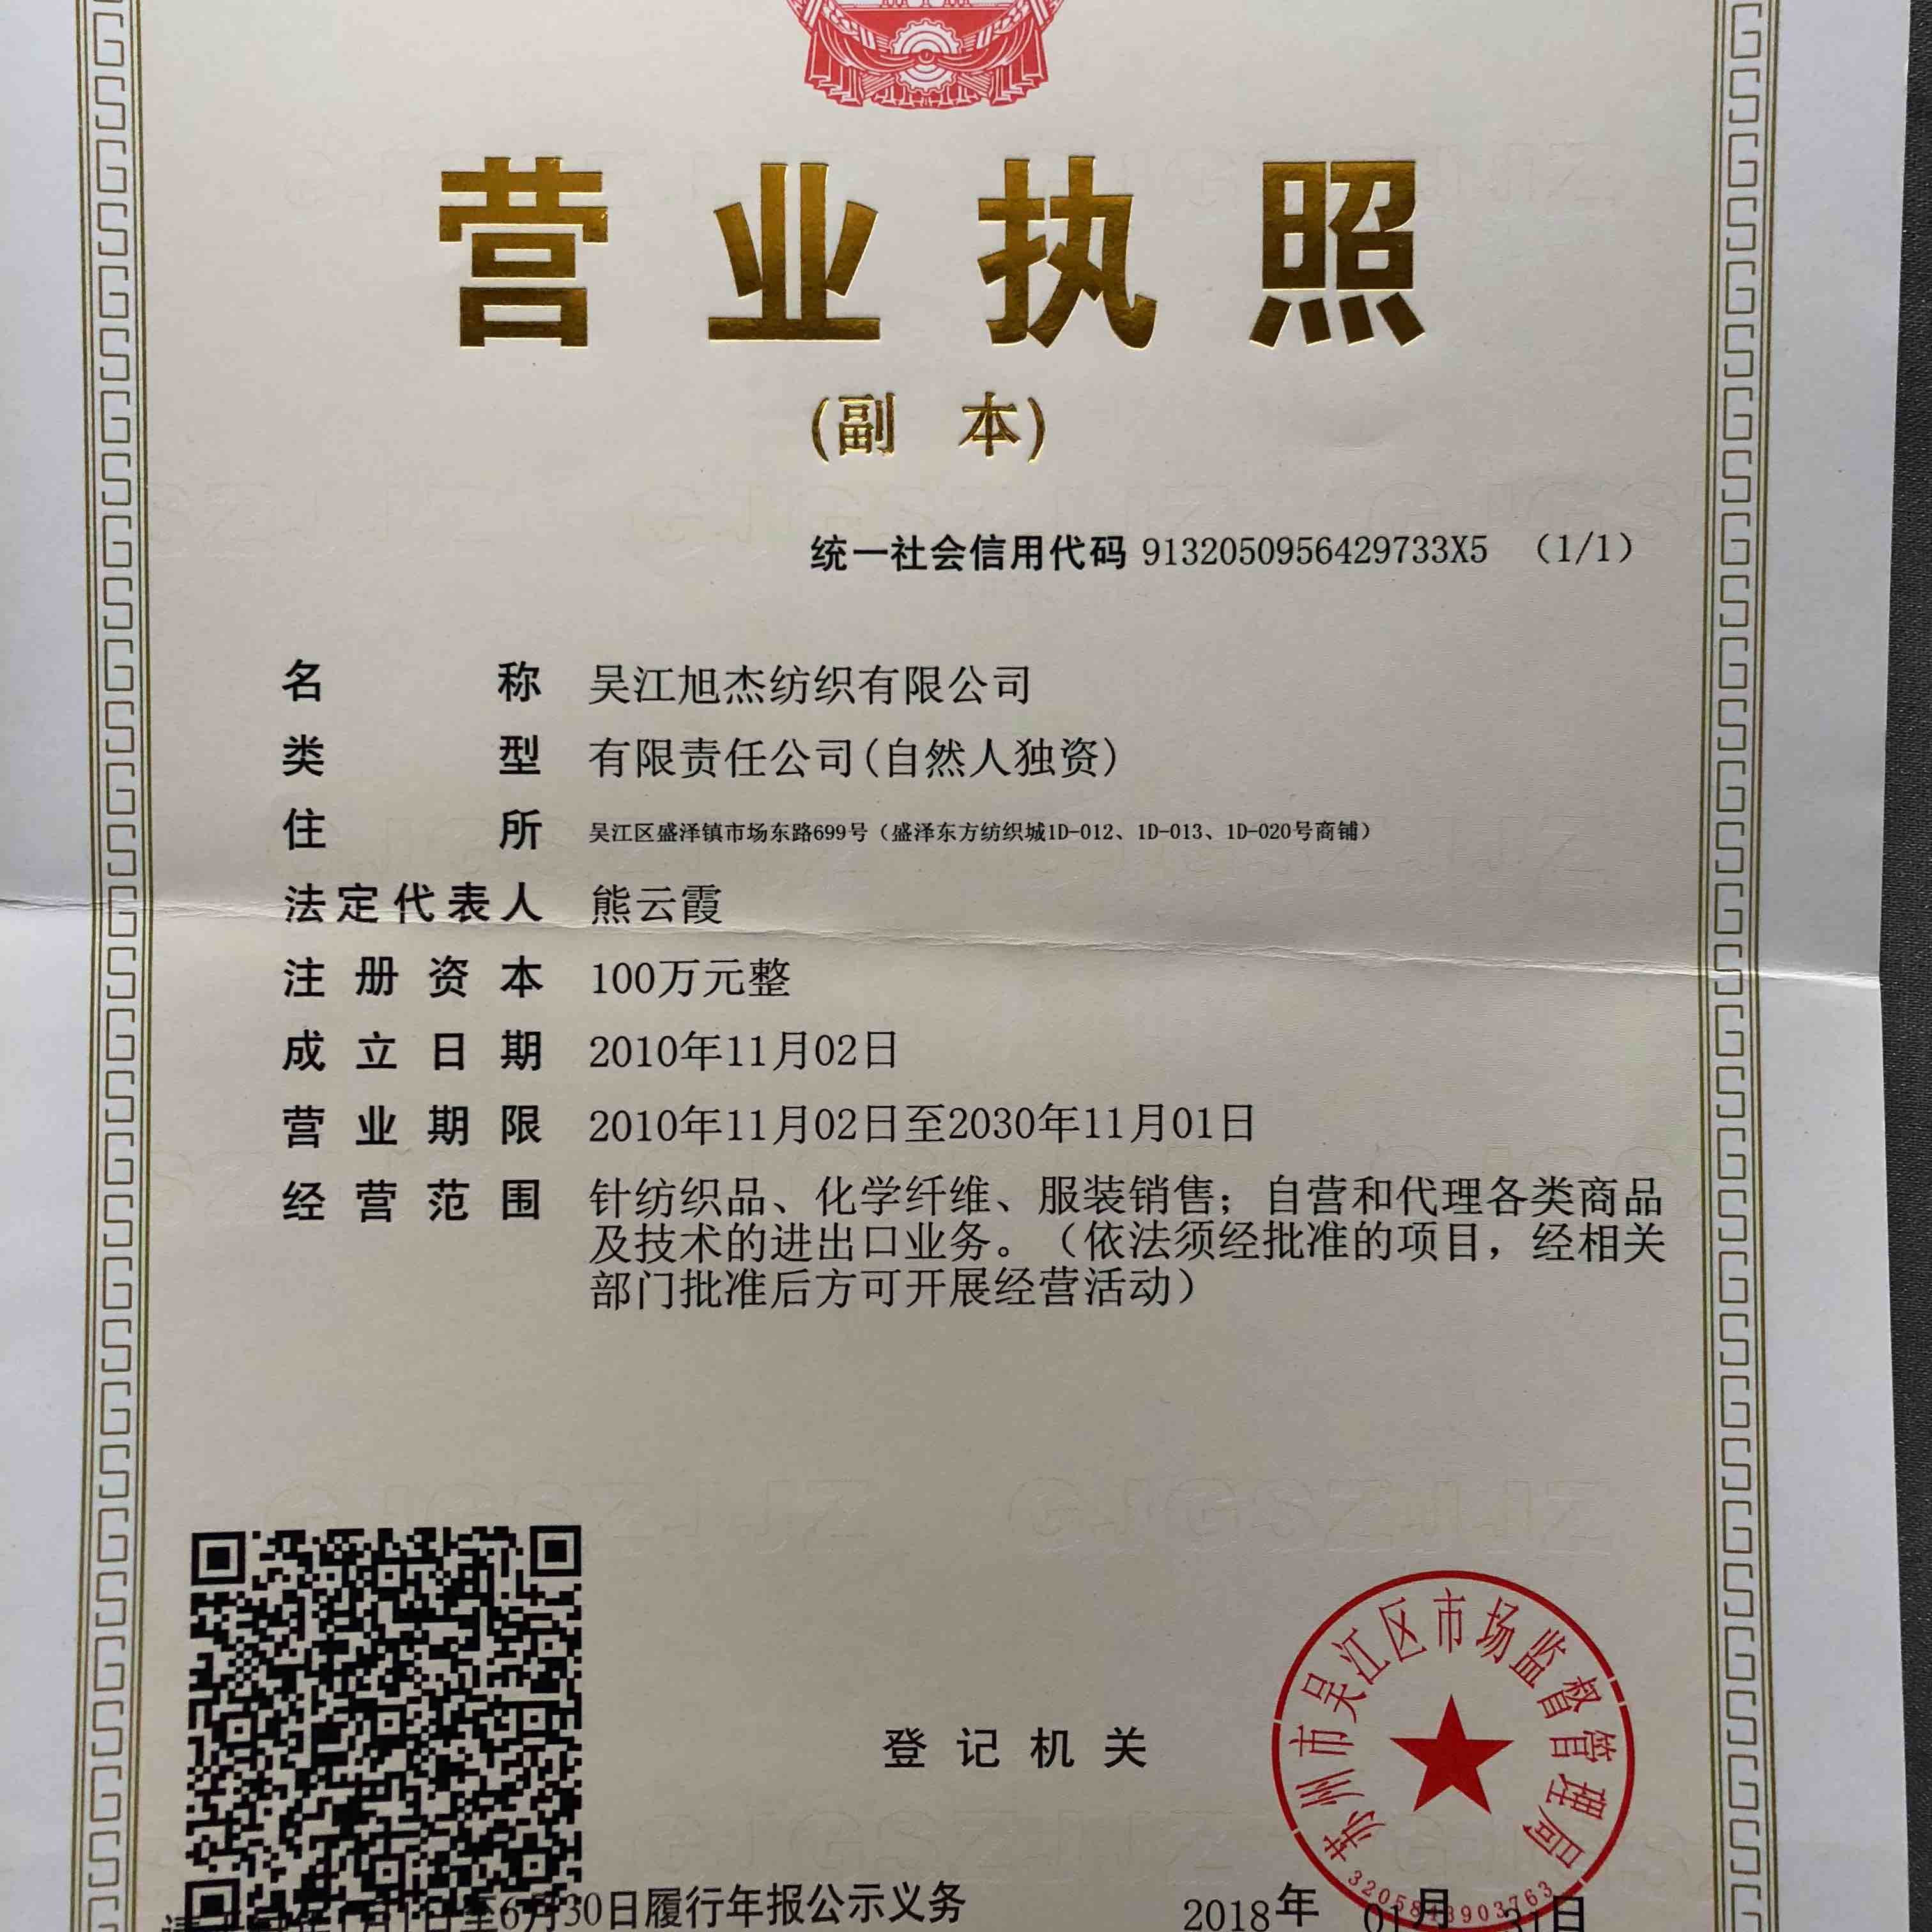 营业执照
(副 本)
统一社会信用代码 9132050956429733X5 （1/1）
名称 吴江旭杰纺织有限公司
类型 有限责任公司(自然人独资)
住所 吴江区盛泽镇市场东路699号（盛泽东方纺织城1D-012、1D-013、1D-020号商铺）
法定代表人 熊云霞
注册资本 100万元整
成立日期 2010年11月02日
营业期限 2010年11月02日至2030年11月01日
经营范围 针纺织品、化学纤维、服装销售；自营和代理各类商品
及技术的进出口业务。（依法须经批准的项目，经相关
部门批准后方可开展经营活动）
登记机关
苏州市吴江区市场监督管理局
至6月30日履行年报公示义务
2018年 01月 31日